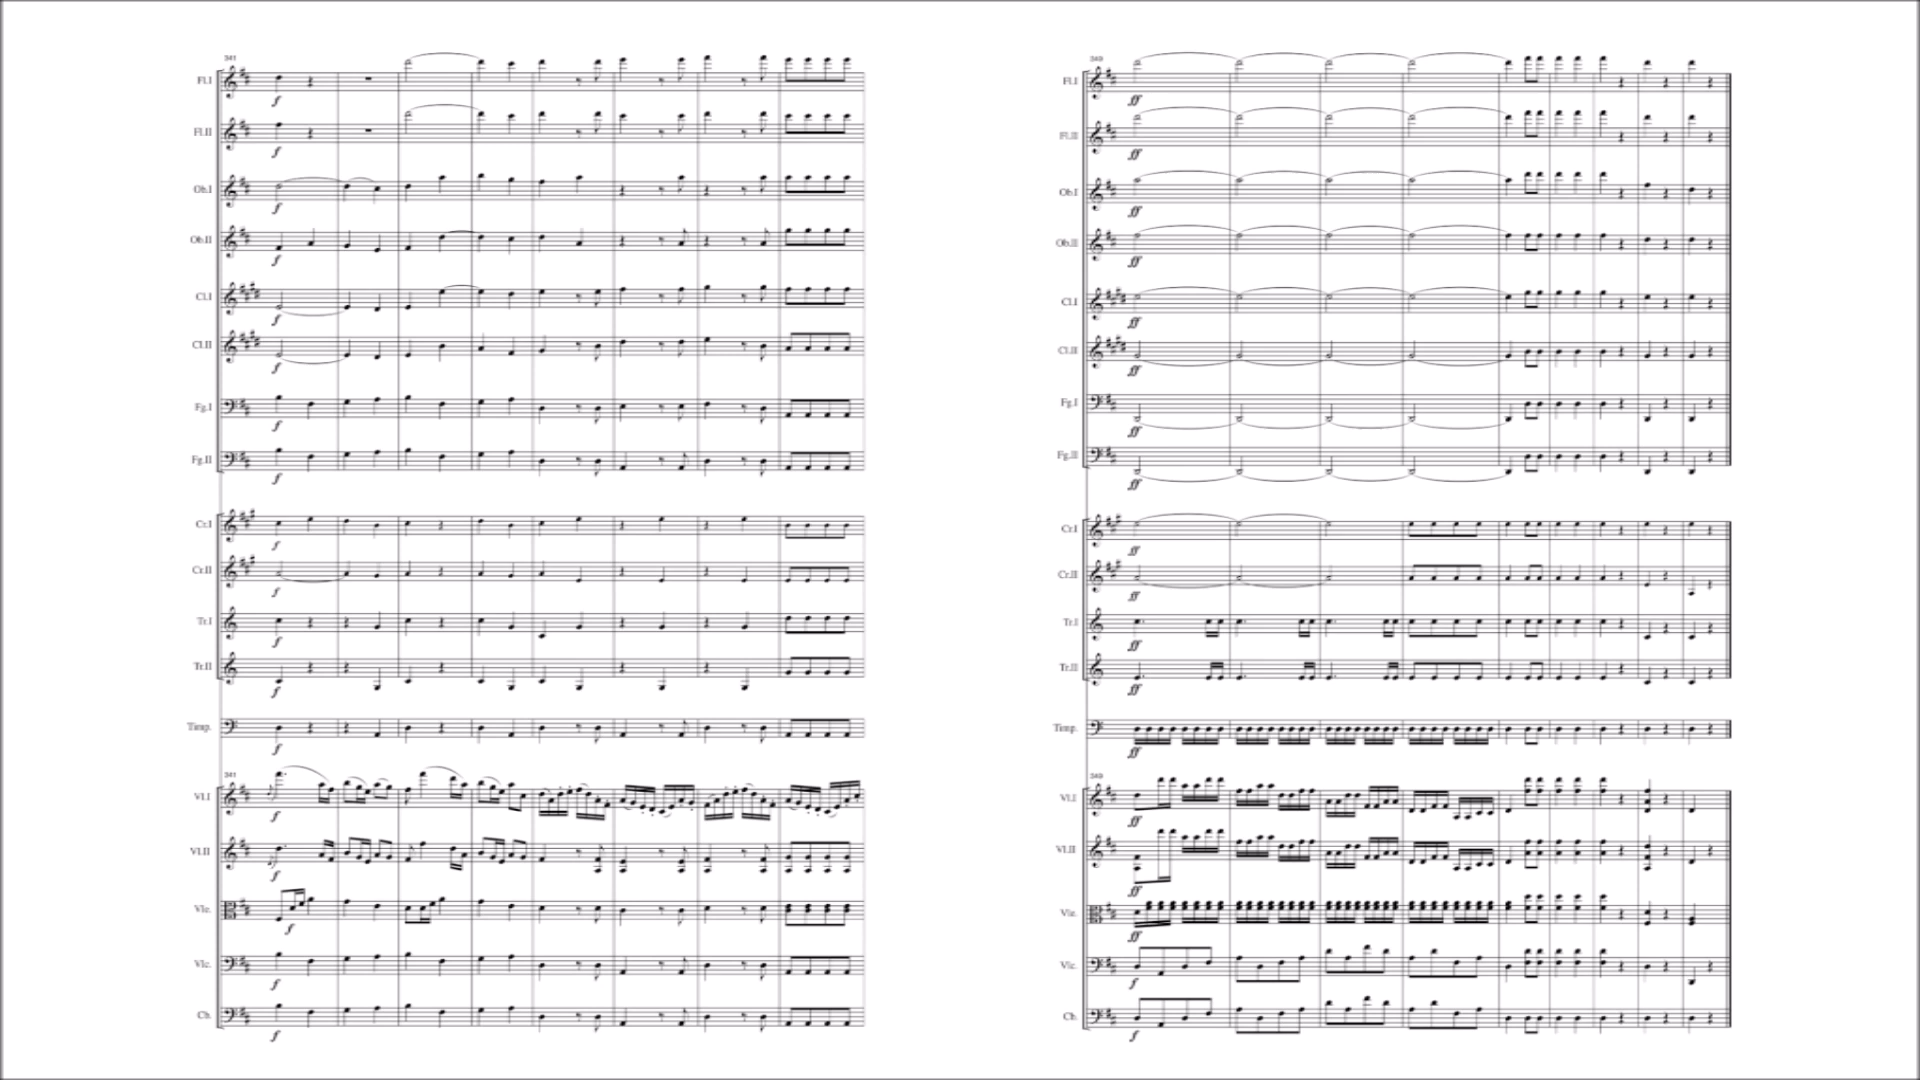 341
Fl.I
f
Fl.II
f
Ob.I
f
Ob.II
f
Cl.I
f
Cl.II
f
Fg.I
f
Fg.II
f
Cr.I
f
Cr.II
f
Tr.I
f
Tr.II
f
Timp.
f
341
Vl.I
f
Vl.II
f
Vle.
f
Vlc.
f
Cb.
f
349
Fl.I
ff
Fl.II
ff
Ob.I
ff
Ob.II
ff
Cl.I
ff
Cl.II
ff
Fg.I
ff
Fg.II
ff
Cr.I
ff
Cr.II
ff
Tr.I
ff
Tr.II
ff
Timp.
ff
349
Vl.I
ff
Vl.II
ff
Vle.
ff
Vlc.
f
Cb.
f